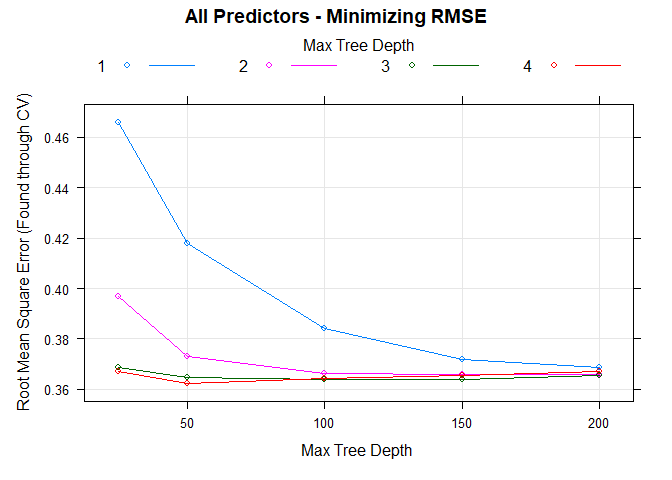 All Predictors - Minimizing RMSE
Max Tree Depth
1 2 3 4
Root Mean Square Error (Found through CV)
0.46
0.44
0.42
0.40
0.38
0.36
50 100 150 200
Max Tree Depth